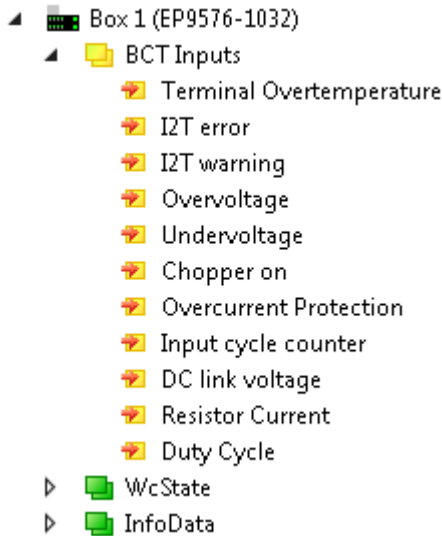 Box 1 (EP9576-1032)
BCT Inputs
Terminal Overtemperature
I2T error
I2T warning
Overvoltage
Undervoltage
Chopper on
Overcurrent Protection
Input cycle counter
DC link voltage
Resistor Current
Duty Cycle
WcState
InfoData